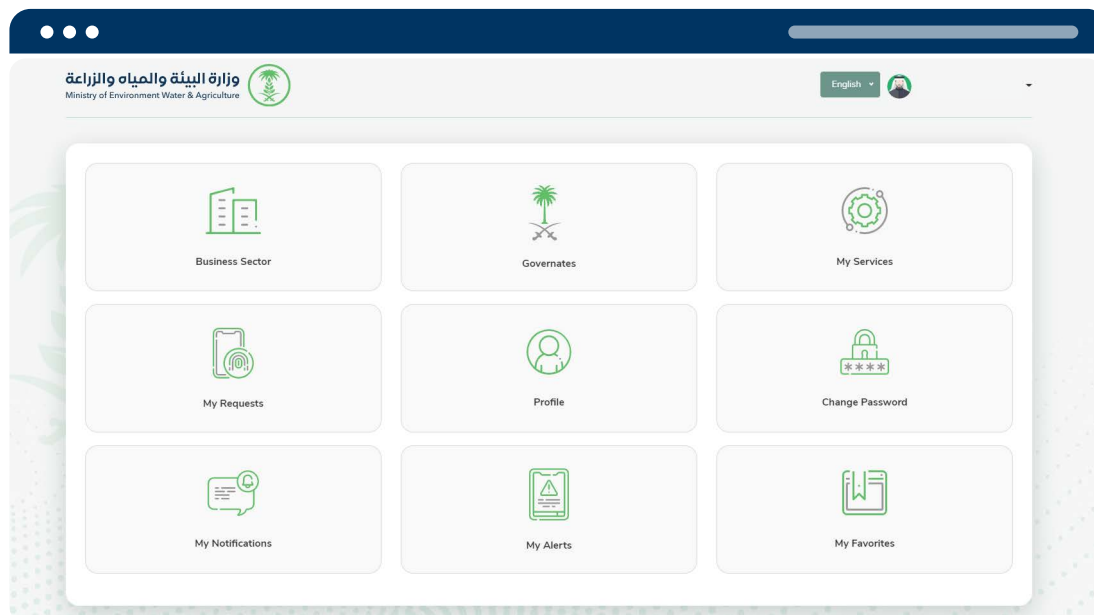 وزارة البيئة والمياه والزراعة
Ministry of Environment Water & Agriculture
English
Business Sector
Governates
My Services
My Requests
Profile
****
Change Password
My Notifications
My Alerts
My Favorites